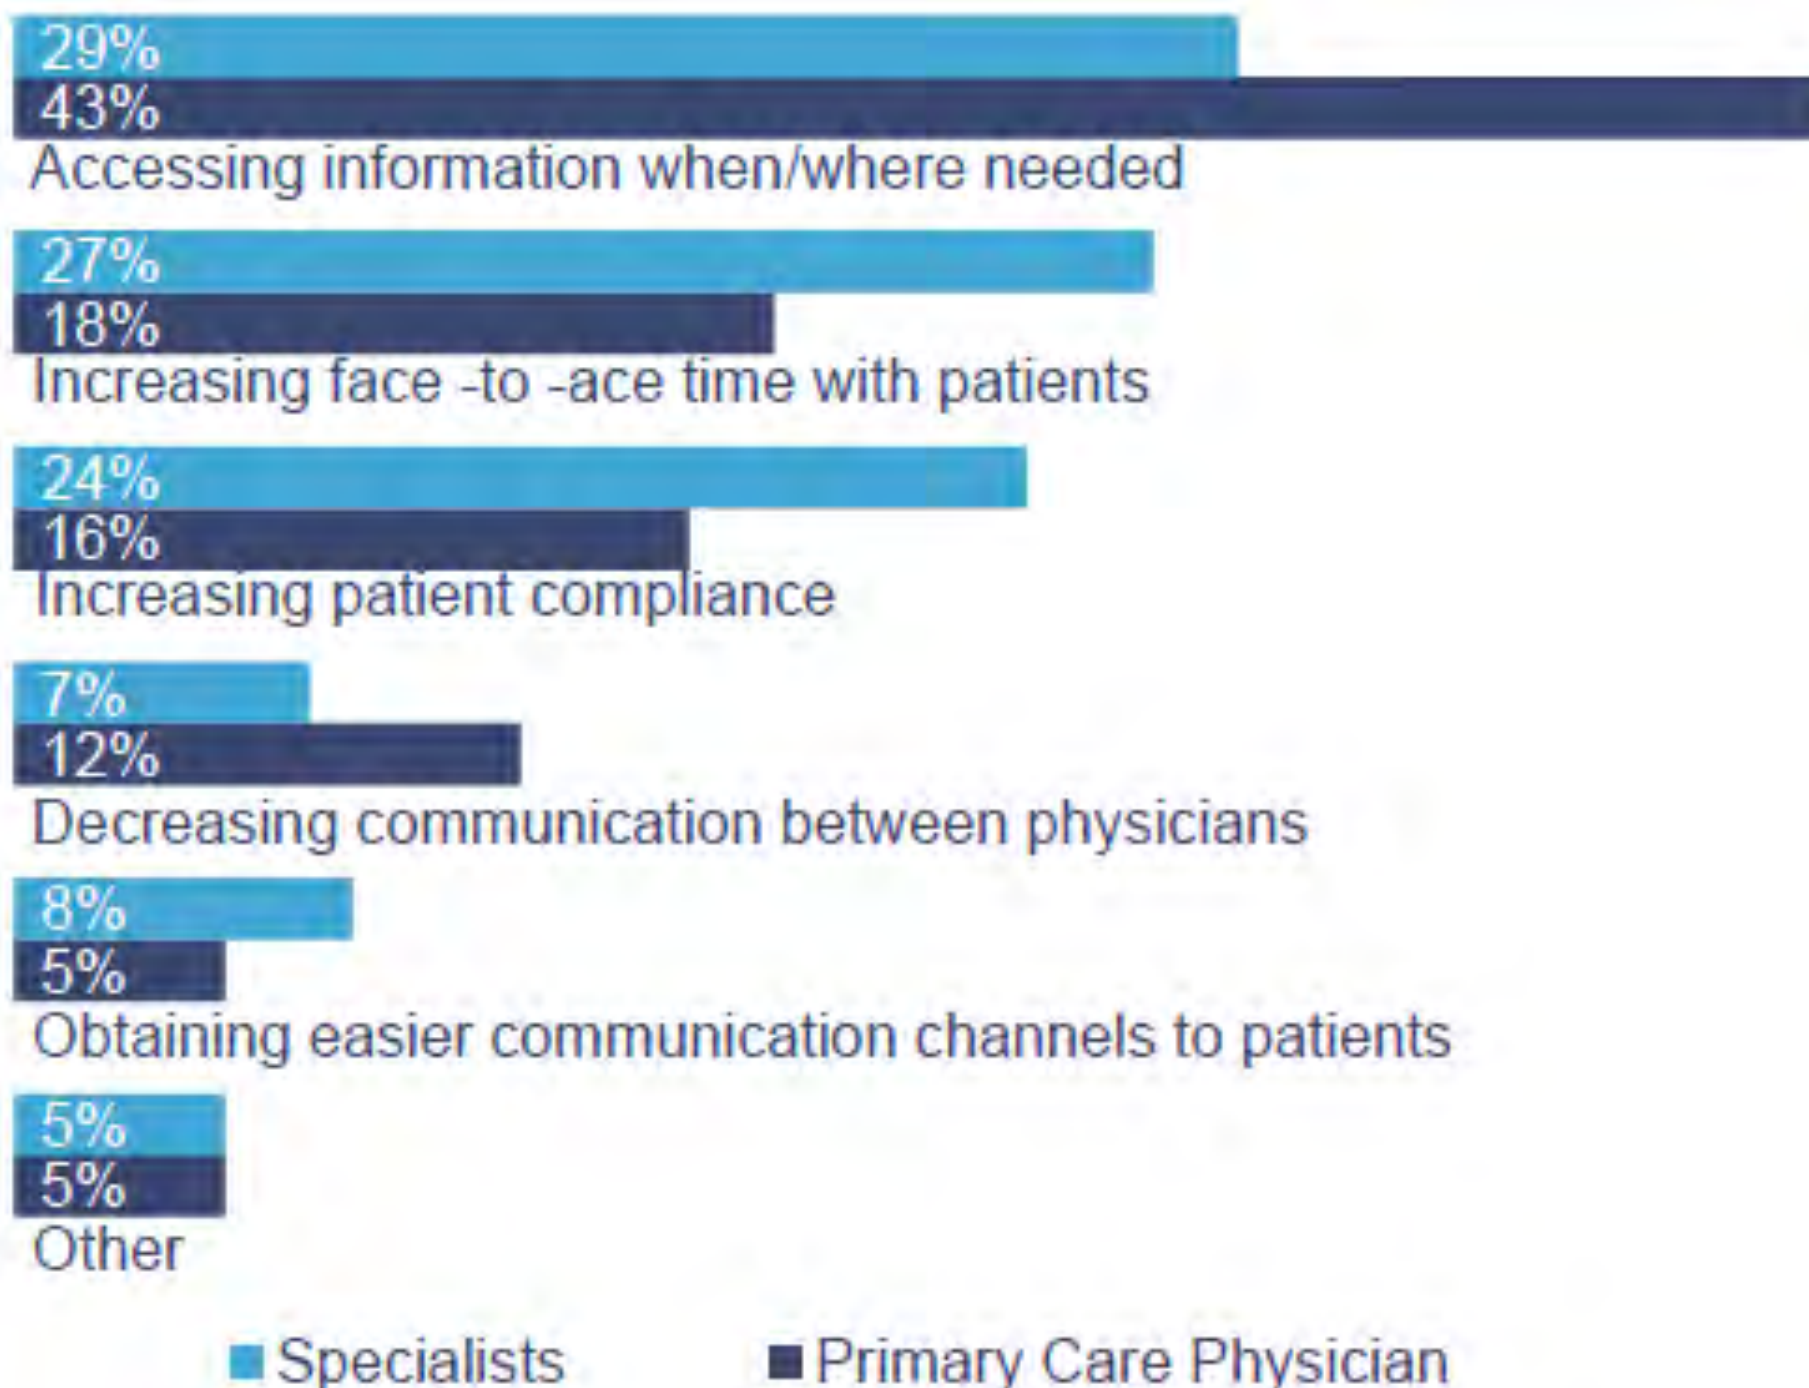 29%
43%
Accessing information when/where needed
27%
18%
Increasing face -to -ace time with patients
24%
16%
Increasing patient compliance
7%
12%
Decreasing communication between physicians
8%
5%
Obtaining easier communication channels to patients
5%
5%
Other
Specialists Primary Care Physician